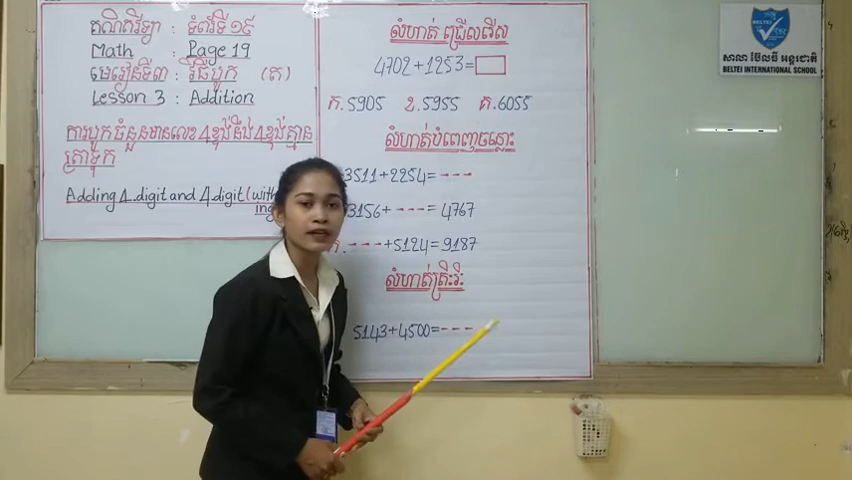 គណិតវិទ្យា : ទំព័រទី ១៩
Math : Page 19
មេរៀនទី៣ : វិធីបូក (ត)
Lesson 3 : Addition
ការបូកចំនួនមានលេខ 4 ខ្ទង់ និង 4 ខ្ទង់គ្មាន
ត្រាទុក
Adding 4 digit and 4 digit (with
ing
លំហាត់ ជ្រើសរើស
4702+1253=
ក. 5905 ខ. 5955 គ. 6055
លំហាត់បំពេញចន្លោះ
3511+2254= ---
3156+ --- = 4767
គ. --- +5124= 9187
លំហាត់ត្រិះរិះ
5143+4500= ---
សាលា ប៊ែលធី អន្តរជាតិ
BELTEI INTERNATIONAL SCHOOL